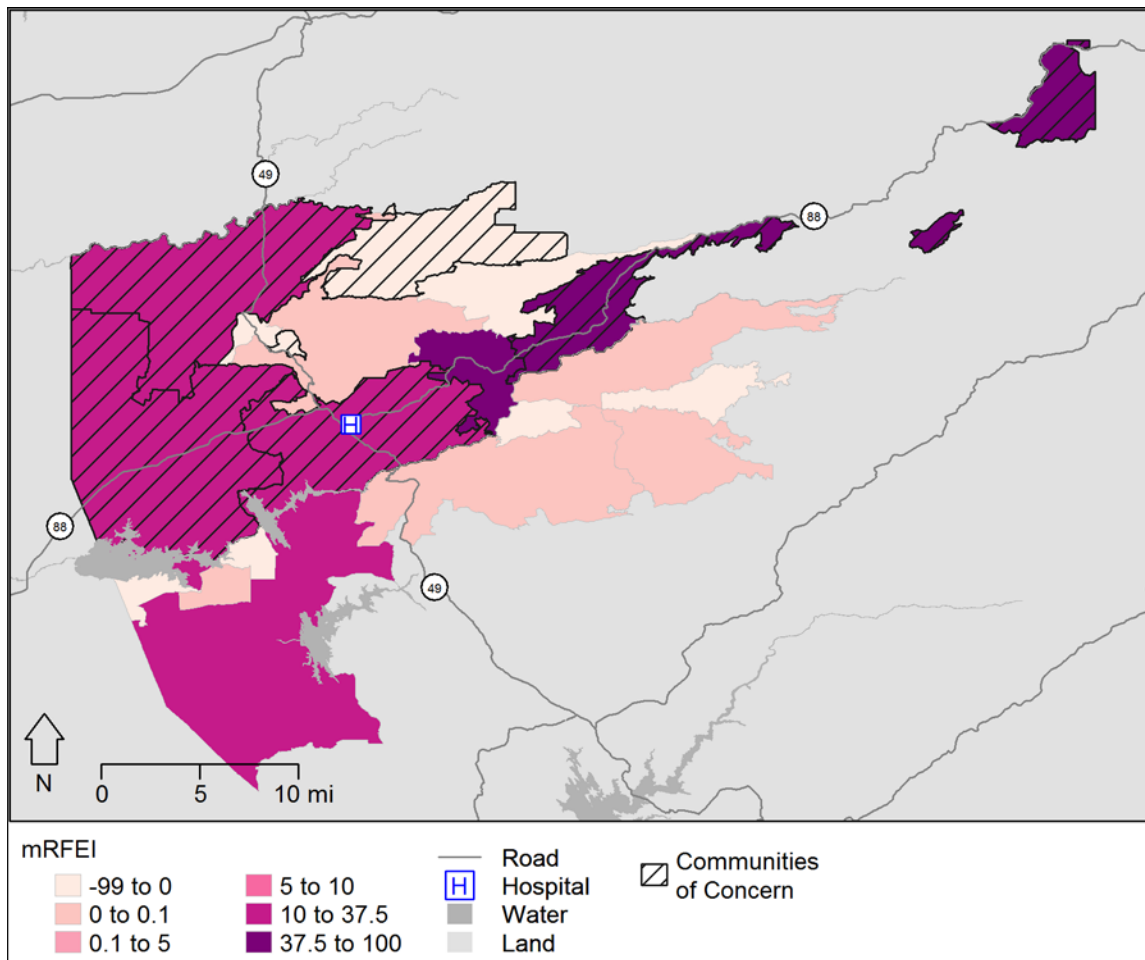 49
88
88
49
N
0 5 10 mi
mRFEI
-99 to 0
0 to 0.1
0.1 to 5
5 to 10
10 to 37.5
37.5 to 100
Road
H Hospital
Water
Land
Communities
of Concern
H